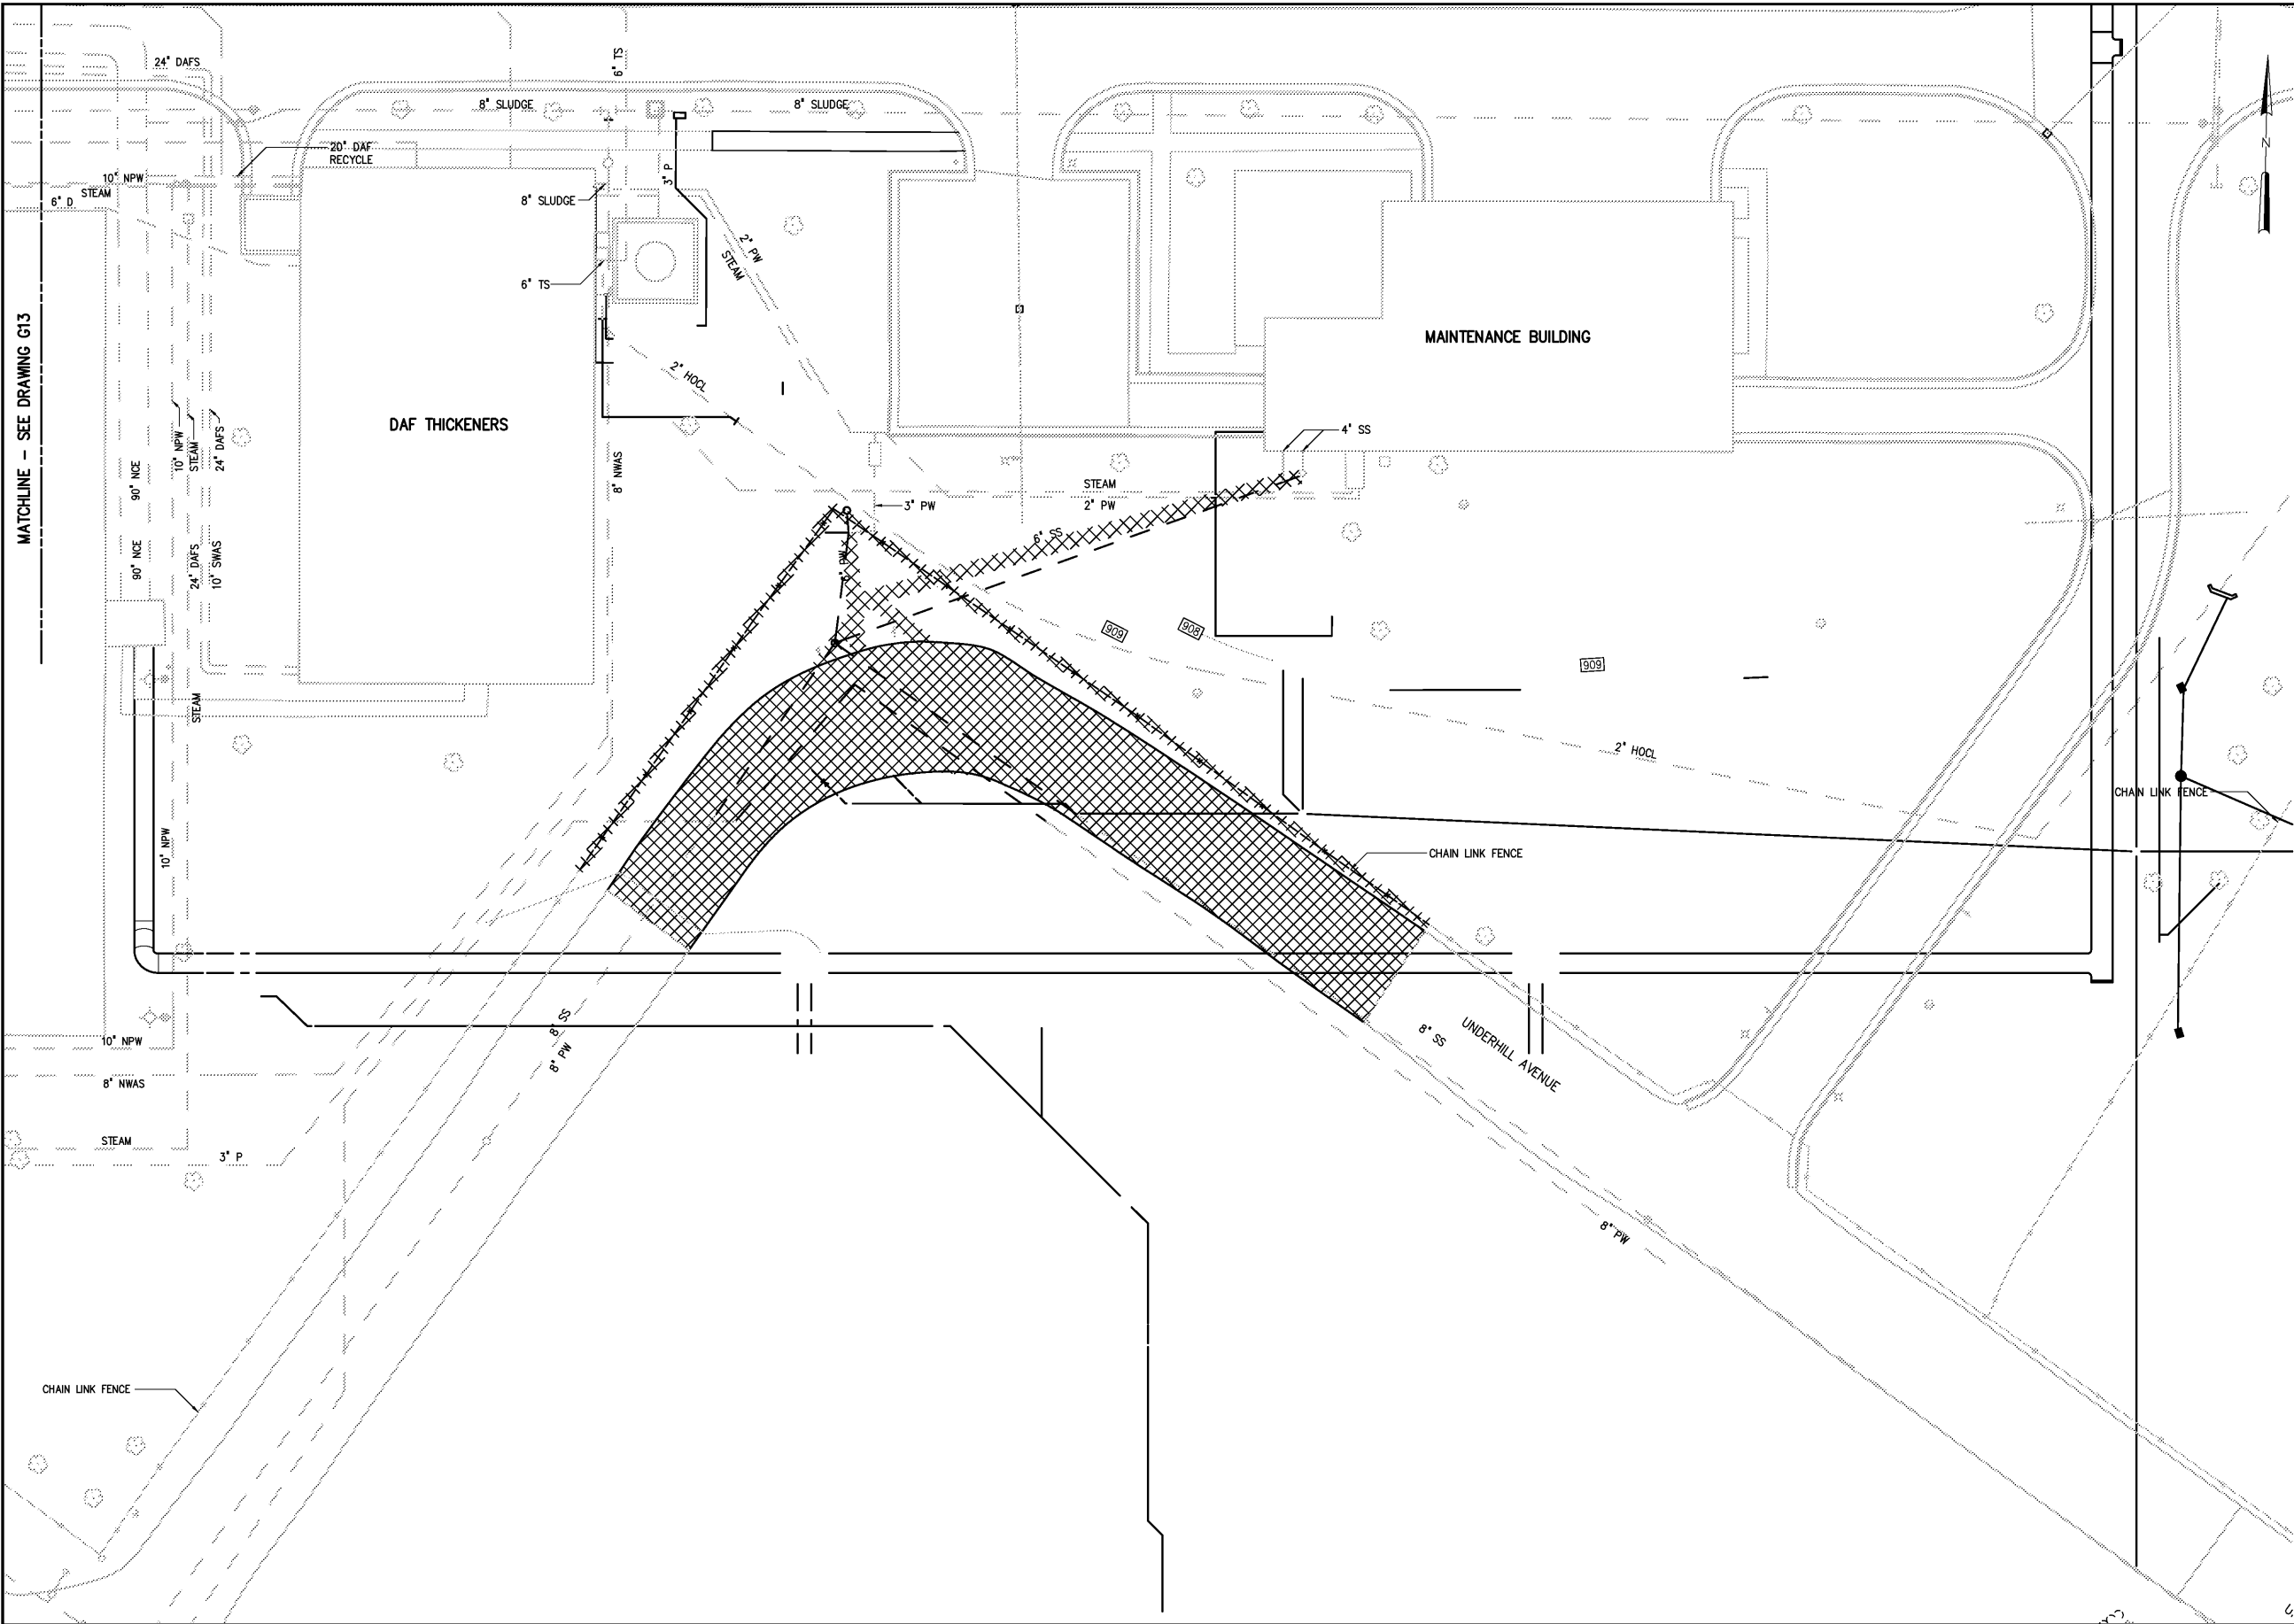 24" DAFS
6" TS
8" SLUDGE
8" SLUDGE
20" DAF
RECYCLE
3" P
10" NPW
STEAM
6" D
8" SLUDGE
N
2" PW
STEAM
6" TS
MATCHLINE - SEE DRAWING G13
MAINTENANCE BUILDING
2" HOCL
DAF THICKENERS
4" SS
10" NPW
STEAM
24" DAFS
90" NCE
8" NWAS
STEAM
2" PW
3" PW
6" SS
6" PW
90" NCE
24" DAFS
10" SWAS
909
908
909
STEAM
2" HOCL
CHAIN LINK FENCE
10" NPW
CHAIN LINK FENCE
8" SS
8" PW
8" SS
UNDERHILL AVENUE
10" NPW
8" NWAS
STEAM
3" P
8" PW
CHAIN LINK FENCE